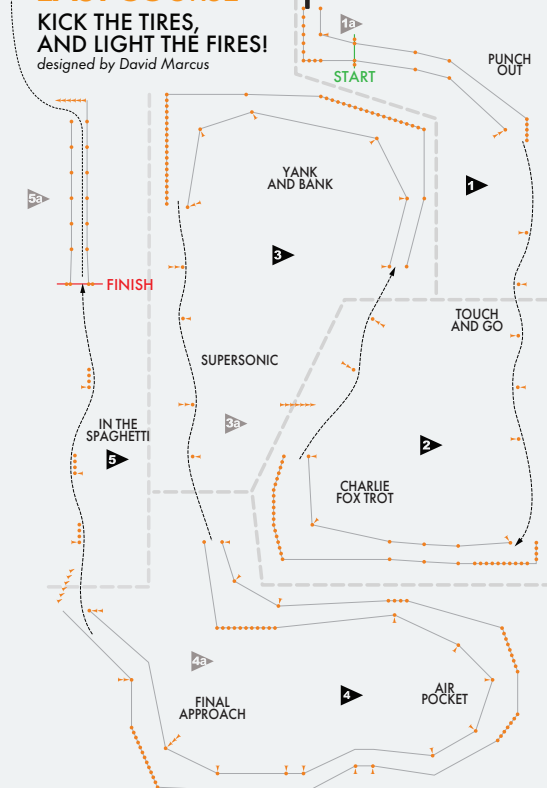 KICK THE TIRES,
AND LIGHT THE FIRES!
designed by David Marcus
1a
START
PUNCH
OUT
YANK
AND BANK
1
5a
3
FINISH
TOUCH
AND GO
SUPERSONIC
3a
IN THE
SPAGHETTI
5
2
CHARLIE
FOX TROT
4a
4
AIR
POCKET
FINAL
APPROACH